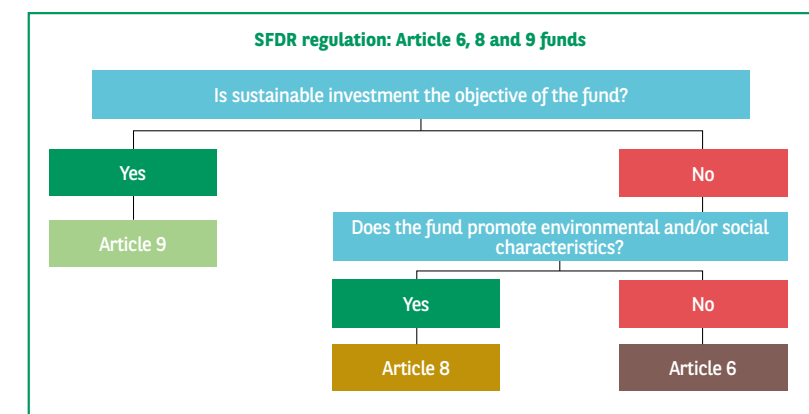 SFDR regulation: Article 6, 8 and 9 funds
Is sustainable investment the objective of the fund?
Yes
No
Article 9
Does the fund promote environmental and/or social
characteristics?
Yes
No
Article 8
Article 6